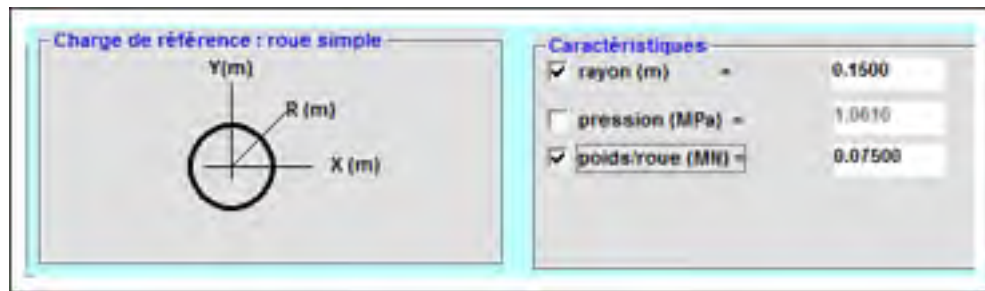 Charge de référence : roue simple
Y(m)
R (m)
X (m)
Caractéristiques
rayon (m) = 0.1500
pression (MPa) = 1.0610
poids/roue (MN) = 0.07500